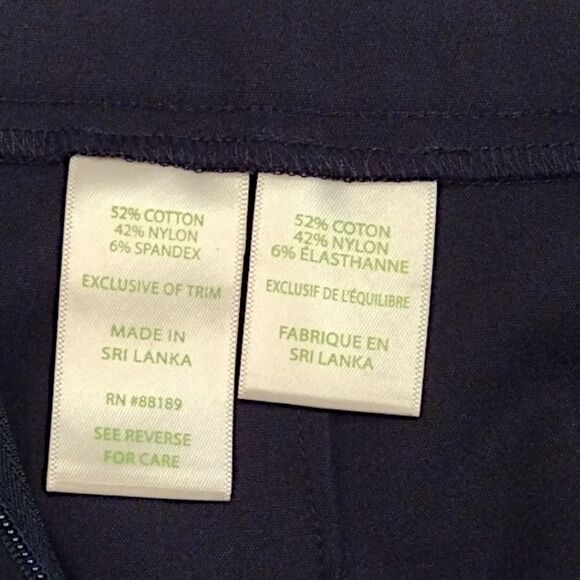 52% COTTON
42% NYLON
6% SPANDEX
EXCLUSIVE OF TRIM
MADE IN
SRI LANKA
RN #88189
SEE REVERSE
FOR CARE
52% COTON
42% NYLON
6% ÉLASTHANNE
EXCLUSIF DE L'ÉQUILIBRE
FABRIQUE EN
SRI LANKA